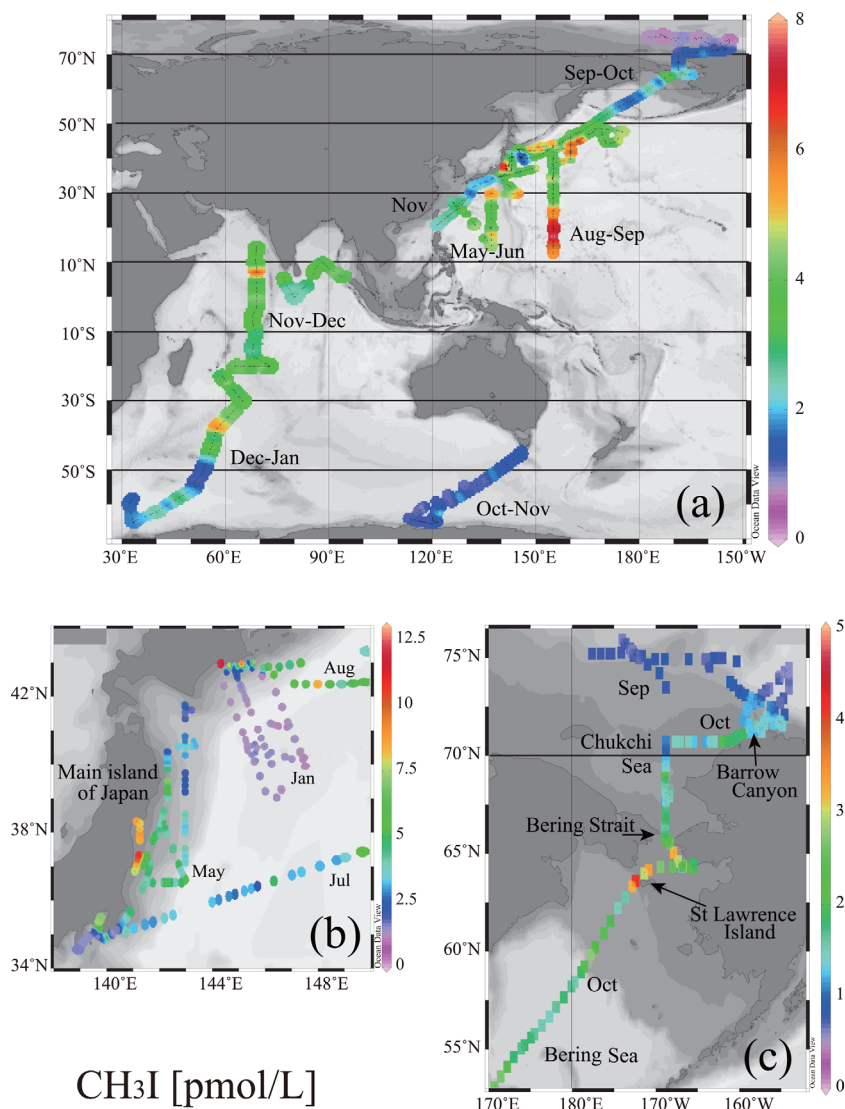 8
70°N
Sep-Oct
50°N
6
30°N
Nov
May-Jun
Aug-Sep
10°N
4
Nov-Dec
10°S
30°S
2
Dec-Jan
50°S
Oct-Nov
(a)
Ocean Data View
0
30°E
60°E
90°E
120°E
150°E
180°E
150°W
12.5
42°N
Aug
10
Main island
of Japan
Jan
7.5
38°N
5
May
Jul
2.5
(b)
Ocean Data View
34°N
0
140°E
144°E
148°E
5
75°N
Sep
Oct
4
Chukchi
70°N
Sea
Barrow
Canyon
3
Bering Strait
65°N
St Lawrence
Island
2
60°N
Oct
1
55°N
Bering Sea
(c)
Ocean Data View
0
170°E
180°E
170°W
160°W
CH3I [pmol/L]